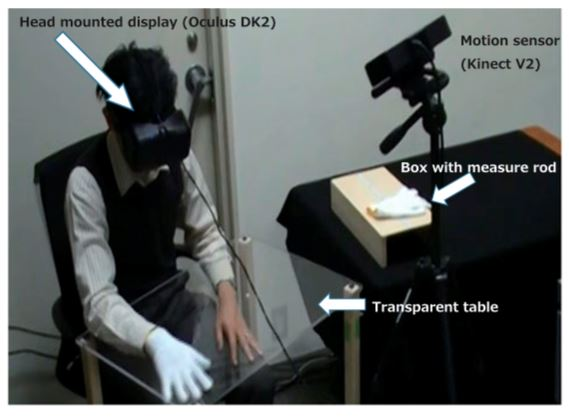 Head mounted display (Oculus DK2)
Motion sensor
(Kinect V2)
Box with measure rod
Transparent table